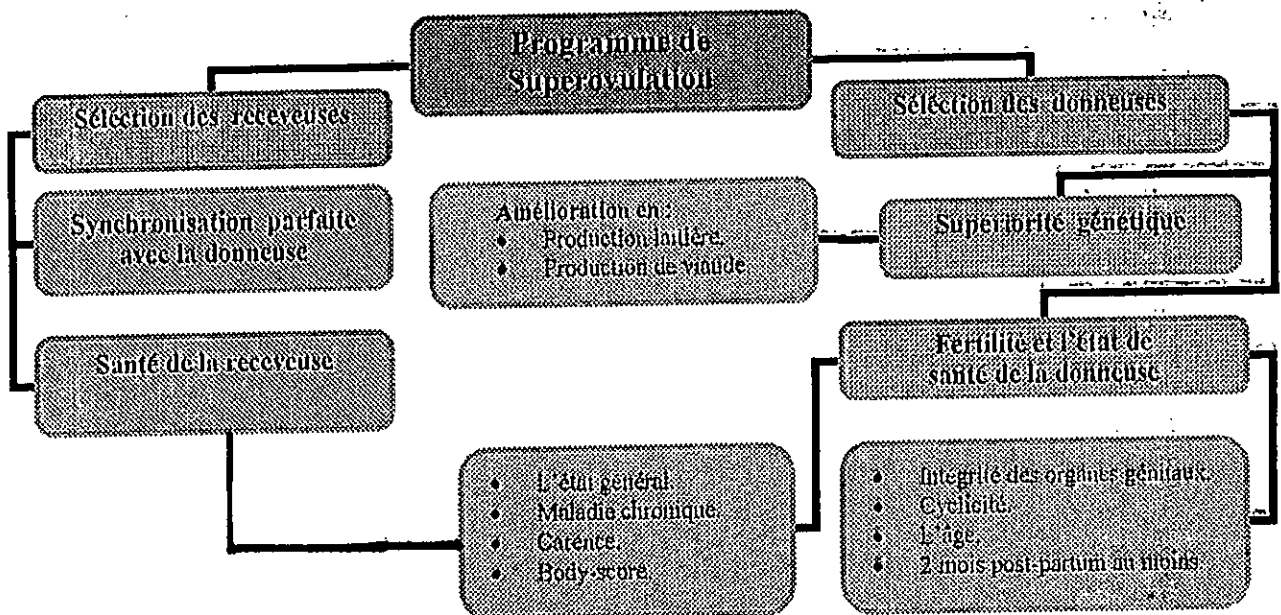 Programme de
Superovulation
Sélection des receveuses
Sélection des donneuses
Synchronisation parfaite
avec la donneuse
Amélioration en :
• Production laitière.
• Production de viande.
Supériorité génétique
Santé de la receveuse
Fertilité et l'état de
santé de la donneuse
• L'état général.
• Maladie chronique.
• Carence.
• Body-score.
• Intégrité des organes génitaux.
• Cyclicité.
• L'âge.
• 2 mois post-partum au moins